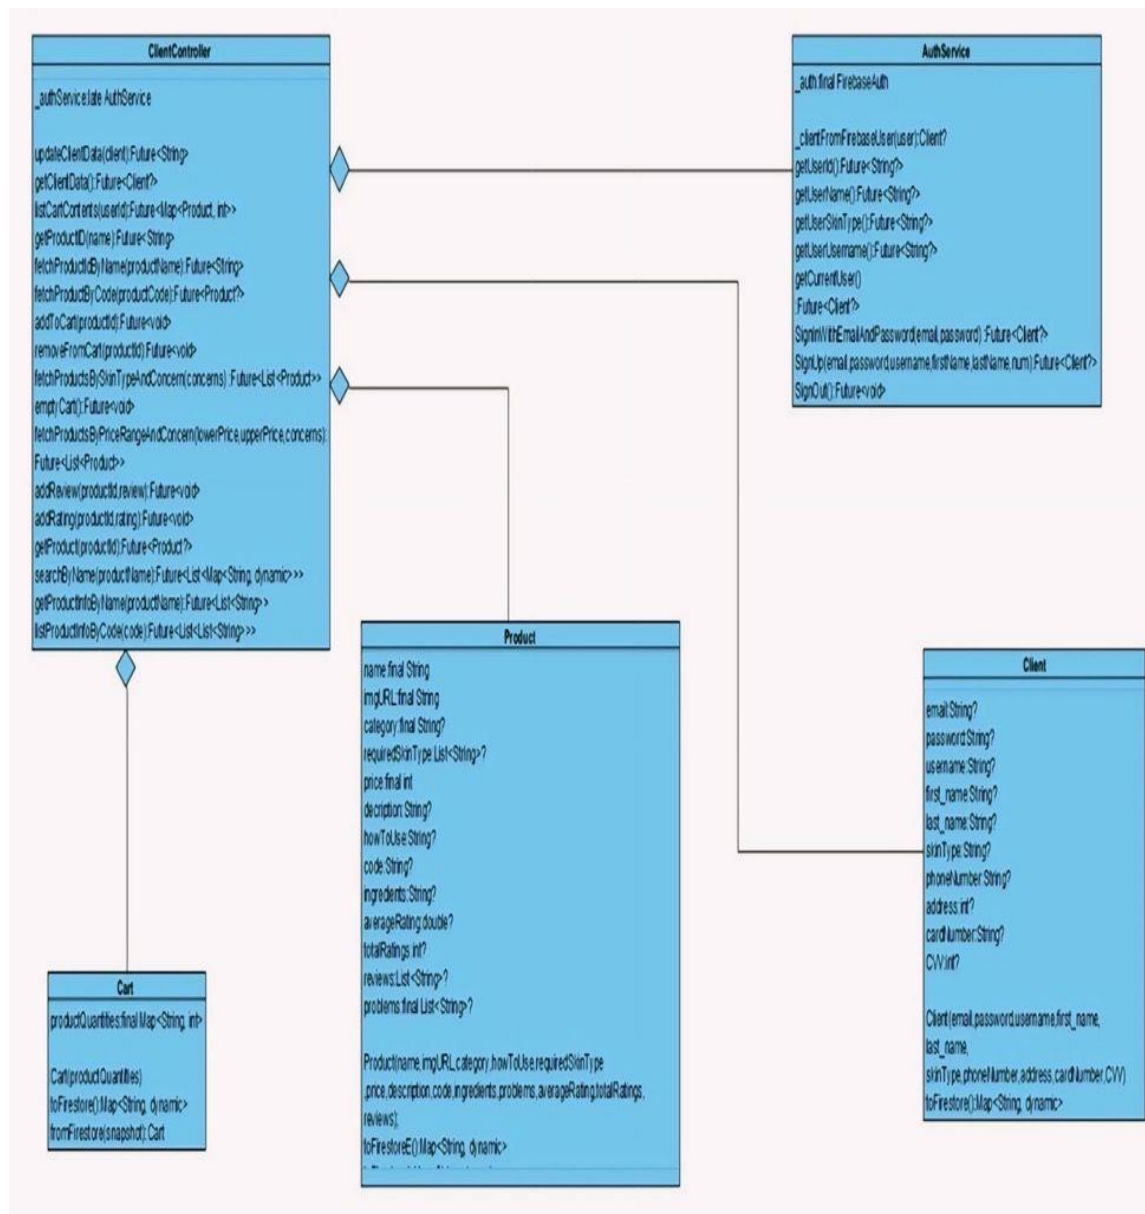 ClientController
_authService:late AuthService
updateClientData(client):Future<String>
getClientData():Future<Client?>
listCartContents(userId):Future<Map<Product, int>>
getProductID(name):Future<String>
fetchProductIdByName(productName):Future<String>
fetchProductByCode(productCode):Future<Product?>
addToCart(productId):Future<void>
removeFromCart(productId):Future<void>
fetchProductsBySkinTypeAndConcern(concerns) :Future<List<Product>>
emptyCart():Future<void>
fetchProductsByPriceRangeAndConcern(lowerPrice,upperPrice,concerns):
Future<List<Product>>
addReview(productId,review):Future<void>
addRating(productId,rating):Future<void>
getProduct(productId):Future<Product?>
searchByName(productName):Future<List<Map<String, dynamic>>>
getProductInfoByName(productName):Future<List<String>>
listProductInfoByCode(code):Future<List<List<String>>>
AuthService
_auth:final FirebaseAuth
_clientFromFirebaseUser(user):Client?
getUserId():Future<String?>
getUserName():Future<String?>
getUserSkinType():Future<String?>
getUserUsername():Future<String?>
getCurrentUser()
:Future<Client?>
SignInWithEmailAndPassword(email,password) :Future<Client?>
SignUp(email,password,username,firstName,lastName,num):Future<Client?>
SignOut():Future<void>
Product
name:final String
imgURL:final String
category:final String?
requiredSkinType:List<String>?
price:final int
decription:String?
howToUse:String?
code:String?
ingredients:String?
averageRating:double?
totalRatings:int?
reviews:List<String>?
problems:final List<String>?
Product(name,imgURL,category,howToUse,requiredSkinType
,price,description,code,ingredients,problems,averageRating,totalRatings,
reviews);
toFirestoreE():Map<String, dynamic>
Client
email:String?
password:String?
username:String?
first_name:String?
last_name:String?
skinType:String?
phoneNumber:String?
address:int?
cardNumber:String?
CVV:int?
Client(email,password,username,first_name,
last_name,
skinType,phoneNumber,address,cardNumber,CVV)
toFirestore():Map<String, dynamic>
Cart
productQuantities:final Map<String, int>
Cart(productQuantities)
toFirestore():Map<String, dynamic>
fromFirestore(snapshot): Cart